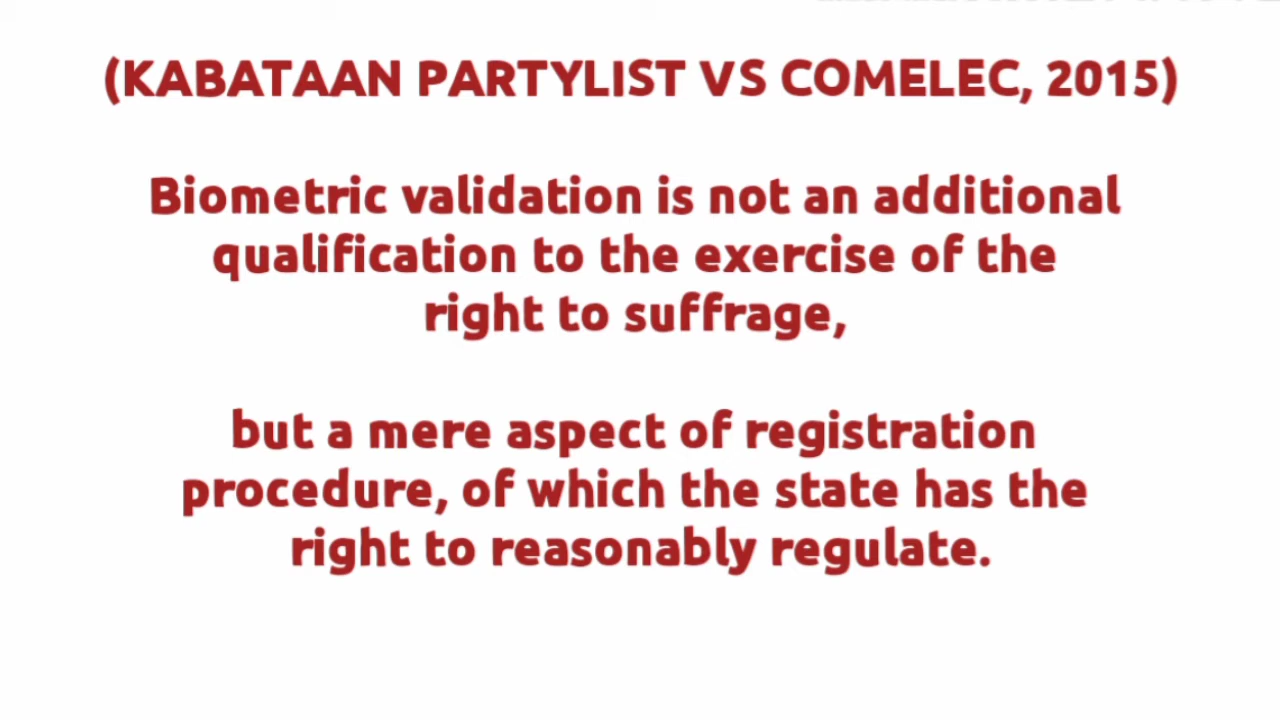 (KABATAAN PARTYLIST VS COMELEC, 2015)
Biometric validation is not an additional
qualification to the exercise of the
right to suffrage,
but a mere aspect of registration
procedure, of which the state has the
right to reasonably regulate.